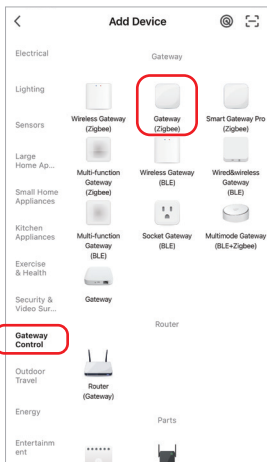 Add Device
Electrical
Lighting
Sensors
Large
Home Ap...
Small Home
Appliances
Kitchen
Appliances
Exercise
& Health
Security &
Video Sur...
Gateway
Control
Outdoor
Travel
Energy
Entertainm
ent
Gateway
Wireless Gateway
(Zigbee)
Gateway
(Zigbee)
Smart Gateway Pro
(Zigbee)
Multi-function
Gateway
(Zigbee)
Wireless Gateway
(BLE)
Wired&wireless
Gateway
(BLE)
Multi-function
Gateway
(BLE)
Socket Gateway
(BLE)
Multimode Gateway
(BLE+Zigbee)
Gateway
Router
Router
(Gateway)
Parts